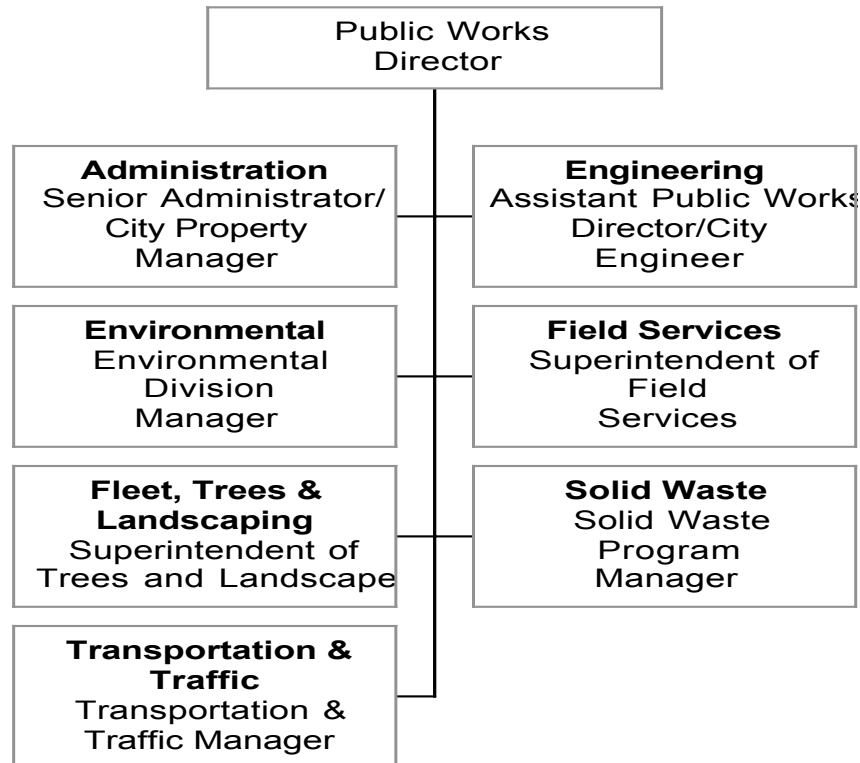 Public Works
Director
Administration
Senior Administrator/
City Property
Manager
Engineering
Assistant Public Works
Director/City
Engineer
Environmental
Environmental
Division
Manager
Field Services
Superintendent of
Field
Services
Fleet, Trees &
Landscaping
Superintendent of
Trees and Landscape
Solid Waste
Solid Waste
Program
Manager
Transportation &
Traffic
Transportation &
Traffic Manager